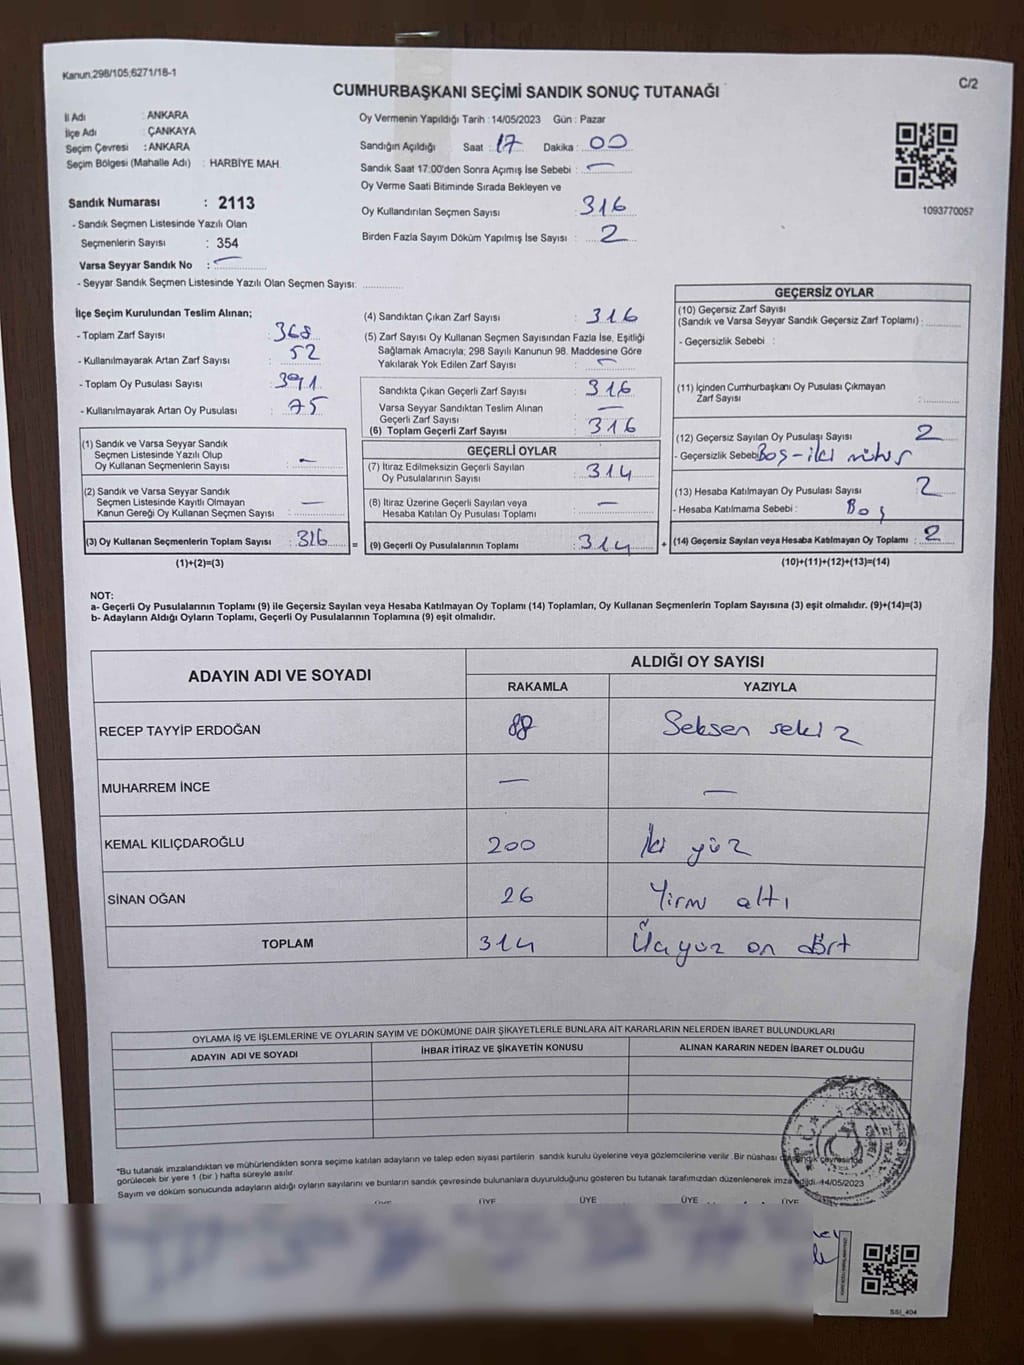 Kanun,298/105,6271/18-1
C/2
CUMHURBAŞKANI SEÇİMİ SANDIK SONUÇ TUTANAĞI
İl Adı : ANKARA
İlçe Adı : ÇANKAYA
Seçim Çevresi : ANKARA
Seçim Bölgesi (Mahalle Adı) : HARBİYE MAH.
Sandık Numarası : 2113
- Sandık Seçmen Listesinde Yazılı Olan
Seçmenlerin Sayısı : 354
Varsa Seyyar Sandık No : —
- Seyyar Sandık Seçmen Listesinde Yazılı Olan Seçmen Sayısı:
Oy Vermenin Yapıldığı Tarih : 14/05/2023 Gün : Pazar
Sandığın Açıldığı Saat : 17 Dakika : 00
Sandık Saat 17:00'den Sonra Açımış İse Sebebi : —
Oy Verme Saati Bitiminde Sırada Bekleyen ve
Oy Kullandırılan Seçmen Sayısı : 316
Birden Fazla Sayım Döküm Yapılmış İse Sayısı : 2
1093770057
İlçe Seçim Kurulundan Teslim Alınan;
- Toplam Zarf Sayısı : 368
- Kullanılmayarak Artan Zarf Sayısı : 52
- Toplam Oy Pusulası Sayısı : 391
- Kullanılmayarak Artan Oy Pusulası : 75
(1) Sandık ve Varsa Seyyar Sandık
Seçmen Listesinde Yazılı Olup
Oy Kullanan Seçmenlerin Sayısı : —
(2) Sandık ve Varsa Seyyar Sandık
Seçmen Listesinde Kayıtlı Olmayan
Kanun Gereği Oy Kullanan Seçmen Sayısı : —
(3) Oy Kullanan Seçmenlerin Toplam Sayısı : 316 =
(1)+(2)=(3)
(4) Sandıktan Çıkan Zarf Sayısı : 316
(5) Zarf Sayısı Oy Kullanan Seçmen Sayısından Fazla İse, Eşitliği
Sağlamak Amacıyla; 298 Sayılı Kanunun 98. Maddesine Göre
Yakılarak Yok Edilen Zarf Sayısı : —
Sandıkta Çıkan Geçerli Zarf Sayısı : 316
Varsa Seyyar Sandıktan Teslim Alınan
Geçerli Zarf Sayısı : —
(6) Toplam Geçerli Zarf Sayısı : 316
GEÇERLİ OYLAR
(7) İtiraz Edilmeksizin Geçerli Sayılan
Oy Pusulalarının Sayısı : 314
(8) İtiraz Üzerine Geçerli Sayılan veya
Hesaba Katılan Oy Pusulası Toplamı : —
(9) Geçerli Oy Pusulalarının Toplamı : 314 +
GEÇERSİZ OYLAR
(10) Geçersiz Zarf Sayısı
(Sandık ve Varsa Seyyar Sandık Geçersiz Zarf Toplamı) :
- Geçersizlik Sebebi :
(11) İçinden Cumhurbaşkanı Oy Pusulası Çıkmayan
Zarf Sayısı :
(12) Geçersiz Sayılan Oy Pusulası Sayısı 2
- Geçersizlik Sebebi Boş - iki mühür
(13) Hesaba Katılmayan Oy Pusulası Sayısı 2
- Hesaba Katılmama Sebebi : Boş
(14) Geçersiz Sayılan veya Hesaba Katılmayan Oy Toplamı : 2
(10)+(11)+(12)+(13)=(14)
NOT:
a- Geçerli Oy Pusulalarının Toplamı (9) ile Geçersiz Sayılan veya Hesaba Katılmayan Oy Toplamı (14) Toplamları, Oy Kullanan Seçmenlerin Toplam Sayısına (3) eşit olmalıdır. (9)+(14)=(3)
b- Adayların Aldığı Oyların Toplamı, Geçerli Oy Pusulalarının Toplamına (9) eşit olmalıdır.
ADAYIN ADI VE SOYADI
ALDIĞI OY SAYISI
RAKAMLA YAZIYLA
RECEP TAYYİP ERDOĞAN 88 Seksen sekiz
MUHARREM İNCE — —
KEMAL KILIÇDAROĞLU 200 İki yüz
SİNAN OĞAN 26 Yirmi altı
TOPLAM 314 Üçyüz on dört
OYLAMA İŞ VE İŞLEMLERİNE VE OYLARIN SAYIM VE DÖKÜMÜNE DAİR ŞİKAYETLERLE BUNLARA AİT KARARLARIN NELERDEN İBARET BULUNDUKLARI
ADAYIN ADI VE SOYADI İHBAR İTİRAZ VE ŞİKAYETİN KONUSU ALINAN KARARIN NEDEN İBARET OLDUĞU
*Bu tutanak imzalandıktan ve mühürlendikten sonra seçime katılan adayların ve talep eden siyasi partilerin sandık kurulu üyelerine veya gözlemcilerine verilir. Bir nüshası da sandık çevresinde
görülecek bir yere 1 (bir ) hafta süreyle asılır.
Sayım ve döküm sonucunda adayların aldığı oyların sayılarını ve bunların sandık çevresinde bulunanlara duyurulduğunu gösteren bu tutanak tarafımızdan düzenlenerek imza edildi. 14/05/2023
ÜYE ÜYE ÜYE ÜYE ÜYE
SSI_404